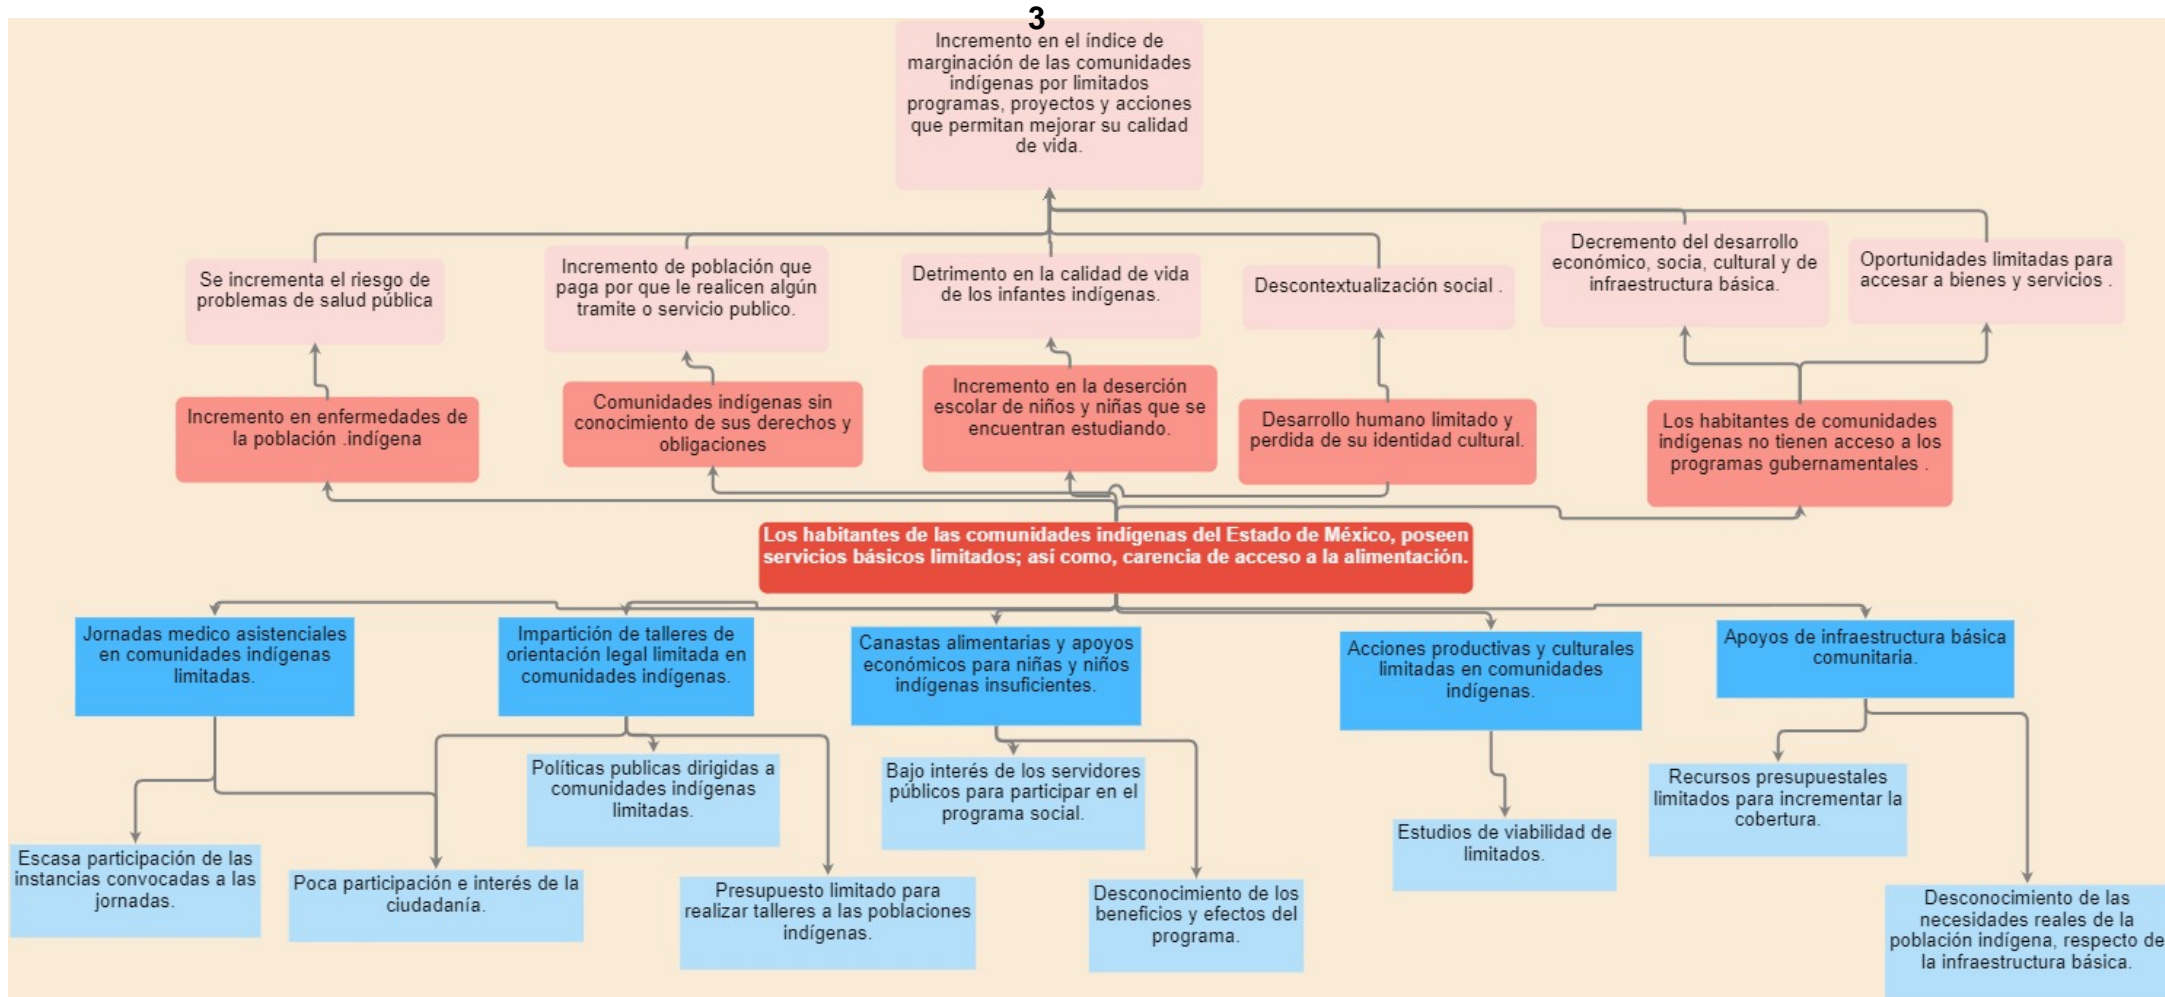 3
Incremento en el índice de
marginación de las comunidades
indígenas por limitados
programas, proyectos y acciones
que permitan mejorar su calidad
de vida.
Se incrementa el riesgo de
problemas de salud pública
Incremento de población que
paga por que le realicen algún
tramite o servicio publico.
Detrimento en la calidad de vida
de los infantes indígenas.
Descontextualización social .
Decremento del desarrollo
económico, socia, cultural y de
infraestructura básica.
Oportunidades limitadas para
accesar a bienes y servicios .
Incremento en enfermedades de
la población .indígena
Comunidades indígenas sin
conocimiento de sus derechos y
obligaciones
Incremento en la deserción
escolar de niños y niñas que se
encuentran estudiando.
Desarrollo humano limitado y
perdida de su identidad cultural.
Los habitantes de comunidades
indígenas no tienen acceso a los
programas gubernamentales .
Los habitantes de las comunidades indígenas del Estado de México, poseen
servicios básicos limitados; así como, carencia de acceso a la alimentación.
Jornadas medico asistenciales
en comunidades indígenas
limitadas.
Impartición de talleres de
orientación legal limitada en
comunidades indígenas.
Canastas alimentarias y apoyos
económicos para niñas y niños
indígenas insuficientes.
Acciones productivas y culturales
limitadas en comunidades
indígenas.
Apoyos de infraestructura básica
comunitaria.
Escasa participación de las
instancias convocadas a las
jornadas.
Poca participación e interés de la
ciudadanía.
Políticas publicas dirigidas a
comunidades indígenas
limitadas.
Presupuesto limitado para
realizar talleres a las poblaciones
indígenas.
Bajo interés de los servidores
públicos para participar en el
programa social.
Desconocimiento de los
beneficios y efectos del
programa.
Estudios de viabilidad de
limitados.
Recursos presupuestales
limitados para incrementar la
cobertura.
Desconocimiento de las
necesidades reales de la
población indígena, respecto de
la infraestructura básica.